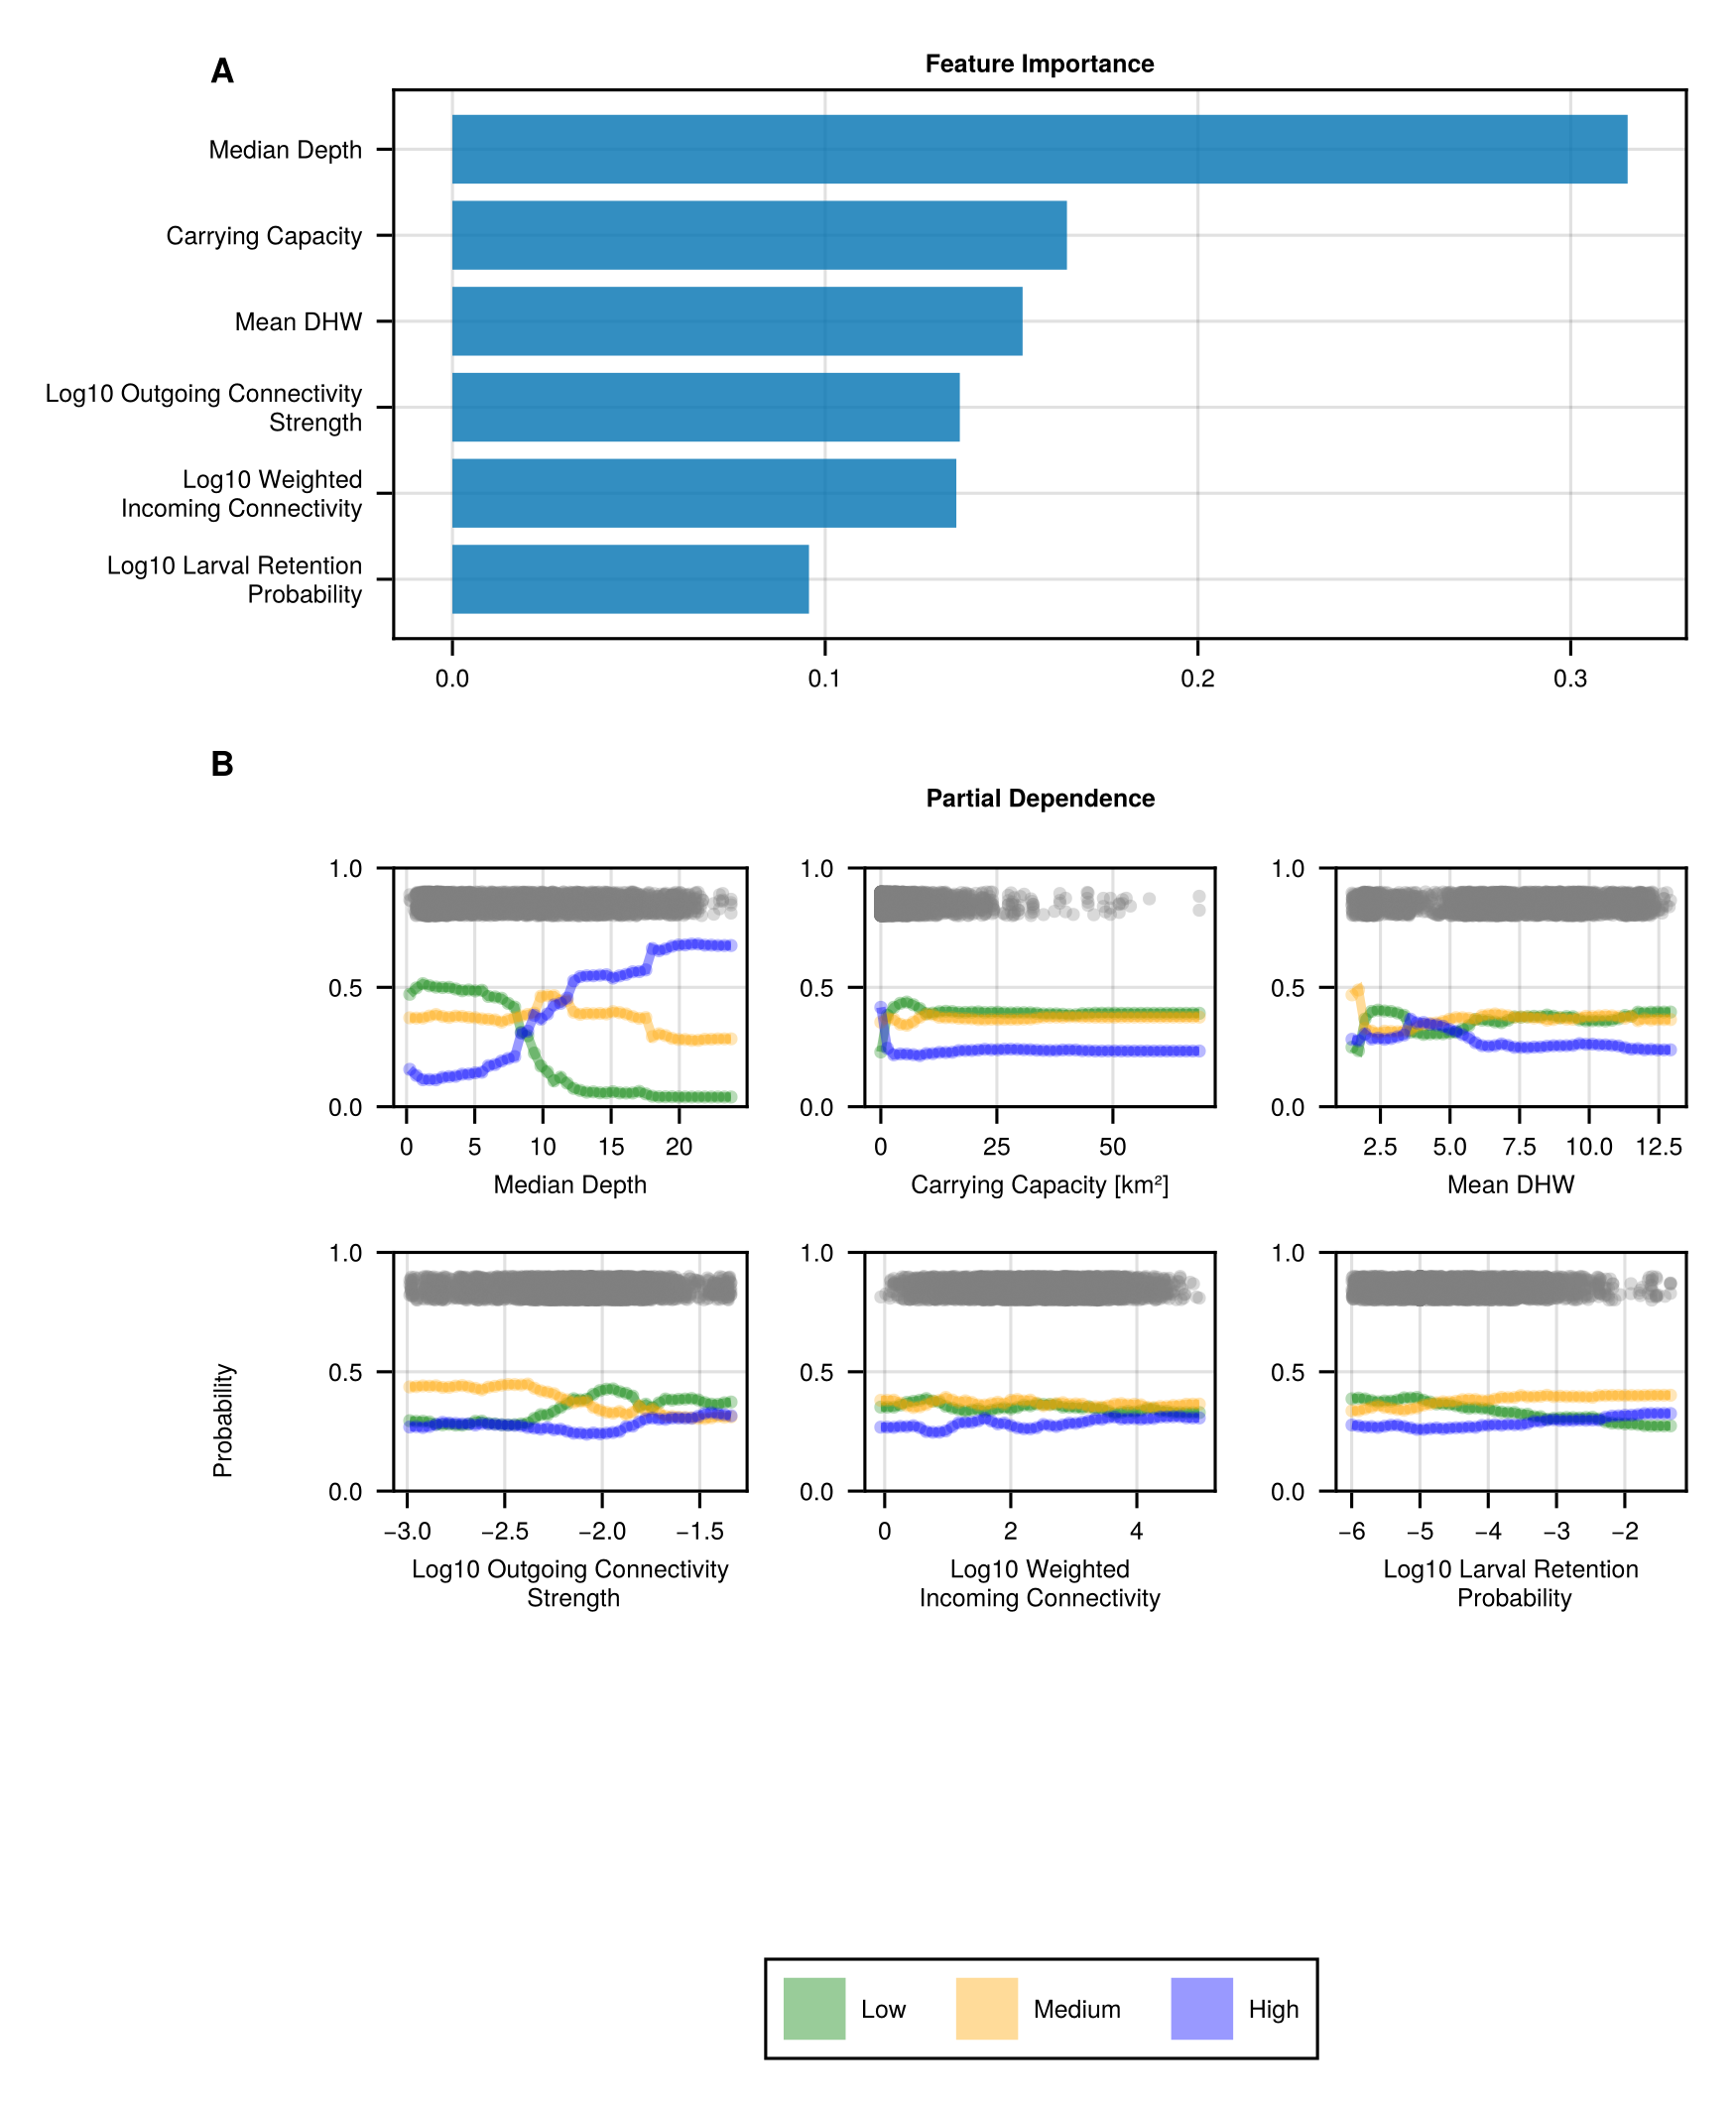 A
Feature Importance
Median Depth
Carrying Capacity
Mean DHW
Log10 Outgoing Connectivity
Strength
Log10 Weighted
Incoming Connectivity
Log10 Larval Retention
Probability
0.0 0.1 0.2 0.3
B
Partial Dependence
1.0
0.5
0.0
0 5 10 15 20
Median Depth
1.0
0.5
0.0
0 25 50
Carrying Capacity [km²]
1.0
0.5
0.0
2.5 5.0 7.5 10.0 12.5
Mean DHW
Probability
1.0
0.5
0.0
−3.0 −2.5 −2.0 −1.5
Log10 Outgoing Connectivity
Strength
1.0
0.5
0.0
0 2 4
Log10 Weighted
Incoming Connectivity
1.0
0.5
0.0
−6 −5 −4 −3 −2
Log10 Larval Retention
Probability
Low Medium High